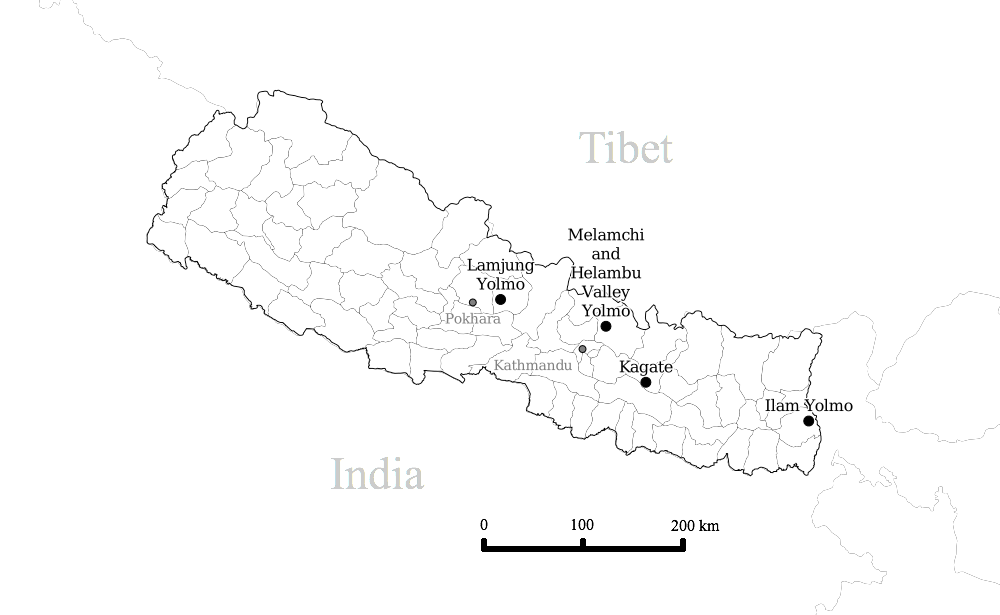 Tibet
Melamchi
and
Helambu
Valley
Yolmo
Lamjung
Yolmo
Pokhara
Kathmandu
Kagate
Ilam Yolmo
India
0 100 200 km